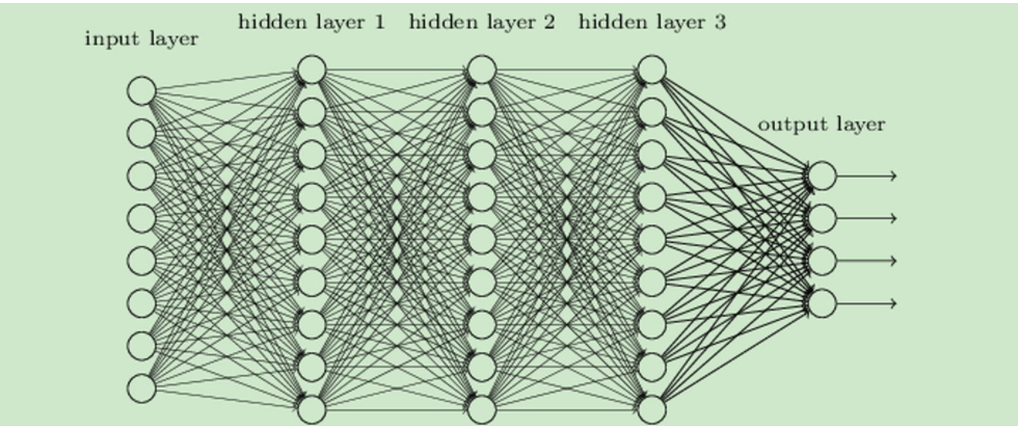 input layer
hidden layer 1
hidden layer 2
hidden layer 3
output layer